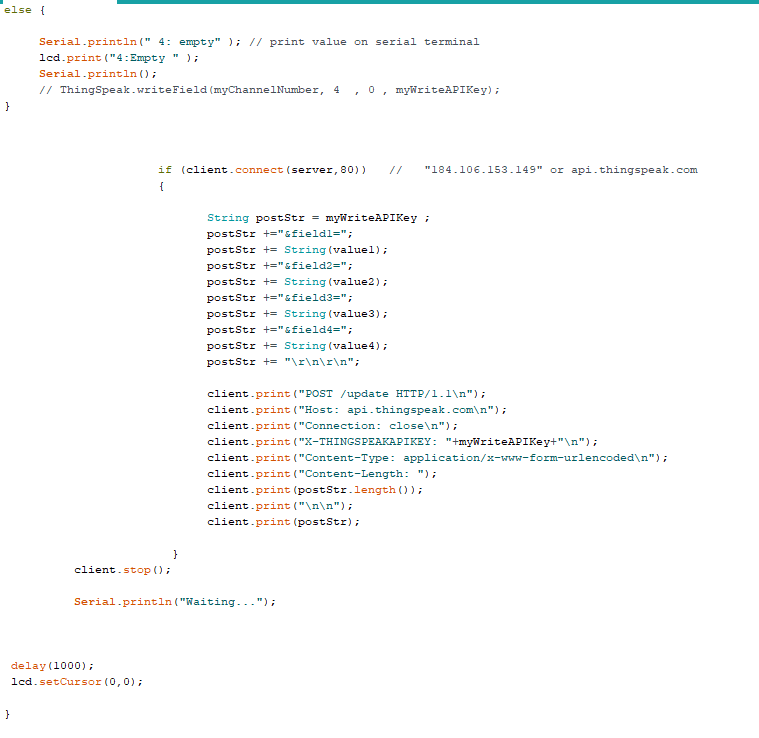 else {
Serial.println(" 4: empty" ); // print value on serial terminal
lcd.print("4:Empty " );
Serial.println();
// ThingSpeak.writeField(myChannelNumber, 4  , 0 , myWriteAPIKey);
}
if (client.connect(server,80))   //   "184.106.153.149" or api.thingspeak.com
{
String postStr = myWriteAPIKey ;
postStr +="&field1=";
postStr += String(value1);
postStr +="&field2=";
postStr += String(value2);
postStr +="&field3=";
postStr += String(value3);
postStr +="&field4=";
postStr += String(value4);
postStr += "\r\n\r\n";
client.print("POST /update HTTP/1.1\n");
client.print("Host: api.thingspeak.com\n");
client.print("Connection: close\n");
client.print("X-THINGSPEAKAPIKEY: "+myWriteAPIKey+"\n");
client.print("Content-Type: application/x-www-form-urlencoded\n");
client.print("Content-Length: ");
client.print(postStr.length());
client.print("\n\n");
client.print(postStr);
}
client.stop();
Serial.println("Waiting...");
delay(1000);
lcd.setCursor(0,0);
}